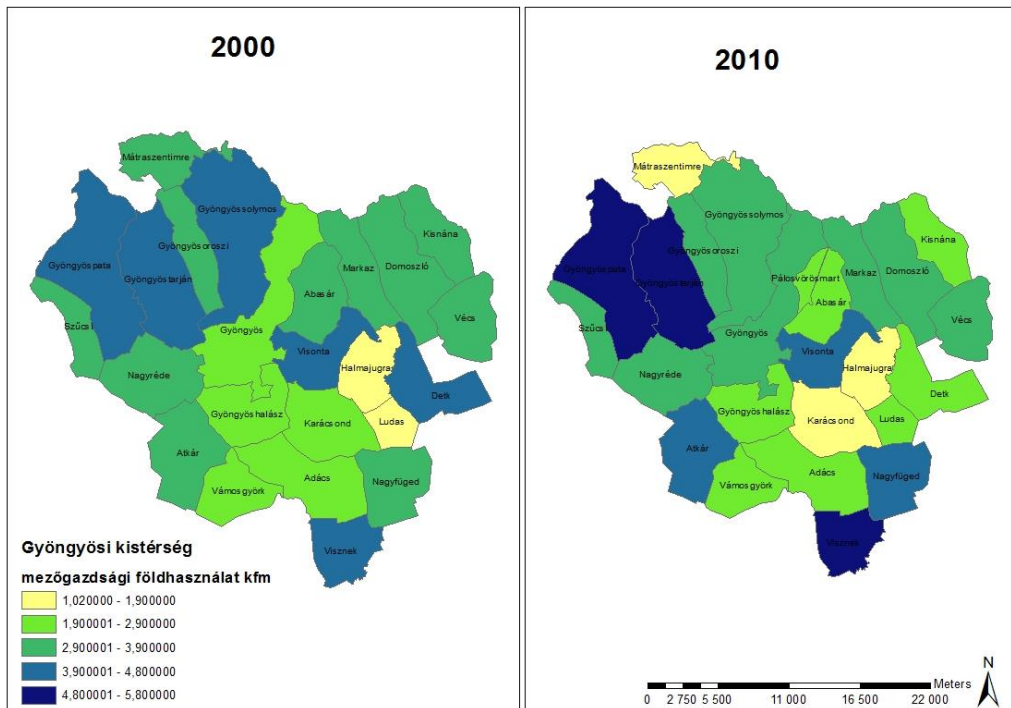 2000
Mátraszentimre
Gyöngyössolymos
Gyöngyösoroszi
Gyöngyöspata
Gyöngyöstarján
Kisnána
Markaz
Domoszló
Abasár
Vécs
Szűcsi
Gyöngyös
Visonta
Halmajugra
Nagyréde
Detk
Gyöngyöshalász
Karácsond
Ludas
Atkár
Adács
Nagyfüged
Vámosgyörk
Visznek
Gyöngyösi kistérség
mezőgazdsági földhasználat kfm
1,020000 - 1,900000
1,900001 - 2,900000
2,900001 - 3,900000
3,900001 - 4,800000
4,800001 - 5,800000
2010
Mátraszentimre
Gyöngyössolymos
Kisnána
Gyöngyösoroszi
Gyöngyöspata
Pálosvörösmart
Markaz
Domoszló
Gyöngyöstarján
Abasár
Vécs
Szűcsi
Gyöngyös
Visonta
Halmajugra
Nagyréde
Detk
Gyöngyöshalász
Karácsond
Ludas
Atkár
Adács
Nagyfüged
Vámosgyörk
Visznek
N
Meters
0 2 750 5 500 11 000 16 500 22 000